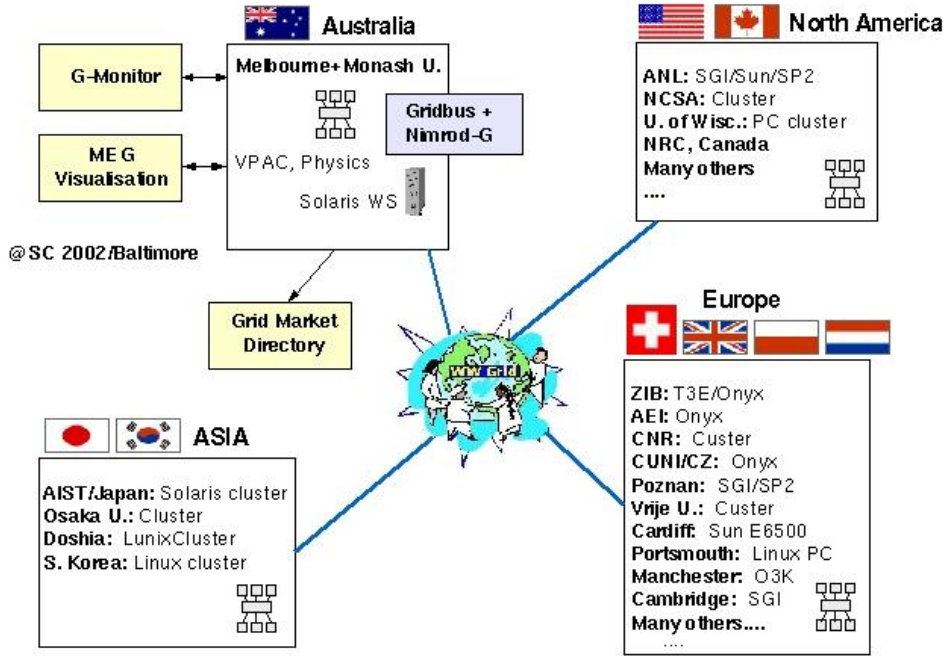 Australia
G-Monitor
Melbourne+Monash U.
Gridbus +
Nimrod-G
MEG
Visualisation
VPAC, Physics
Solaris WS
@SC 2002/Baltimore
Grid Market
Directory
North America
ANL: SGI/Sun/SP2
NCSA: Cluster
U. of Wisc.: PC cluster
NRC, Canada
Many others
....
WW Grid
Europe
ZIB: T3E/Onyx
AEI: Onyx
CNR: Custer
CUNI/CZ: Onyx
Poznan: SGI/SP2
Vrije U.: Custer
Cardiff: Sun E6500
Portsmouth: Linux PC
Manchester: O3K
Cambridge: SGI
Many others....
....
ASIA
AIST/Japan: Solaris cluster
Osaka U.: Cluster
Doshia: LunixCluster
S. Korea: Linux cluster